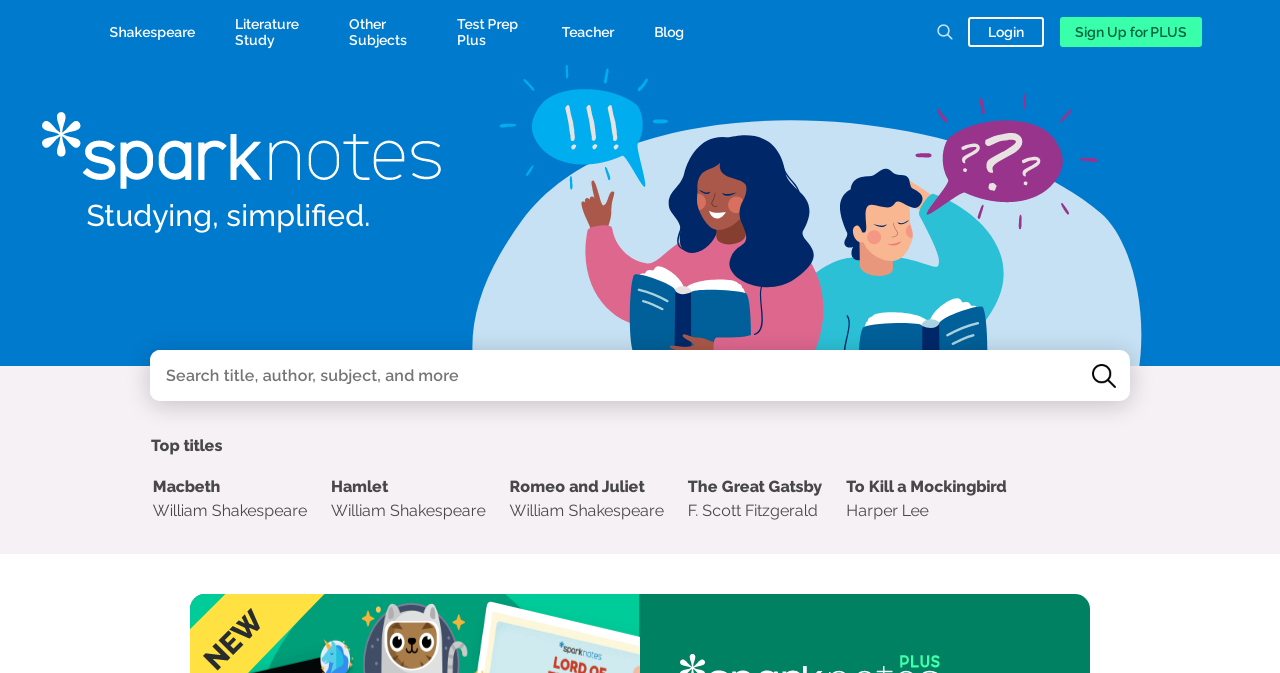 Shakespeare
Literature
Study
Other
Subjects
Test Prep
Plus
Teacher
Blog
Login
Sign Up for PLUS
!!!
???
*sparknotes
Studying, simplified.
Search title, author, subject, and more
Top titles
Macbeth
William Shakespeare
Hamlet
William Shakespeare
Romeo and Juliet
William Shakespeare
The Great Gatsby
F. Scott Fitzgerald
To Kill a Mockingbird
Harper Lee
NEW
*sparknotes
LORD OF
PLUS
*sparknotes